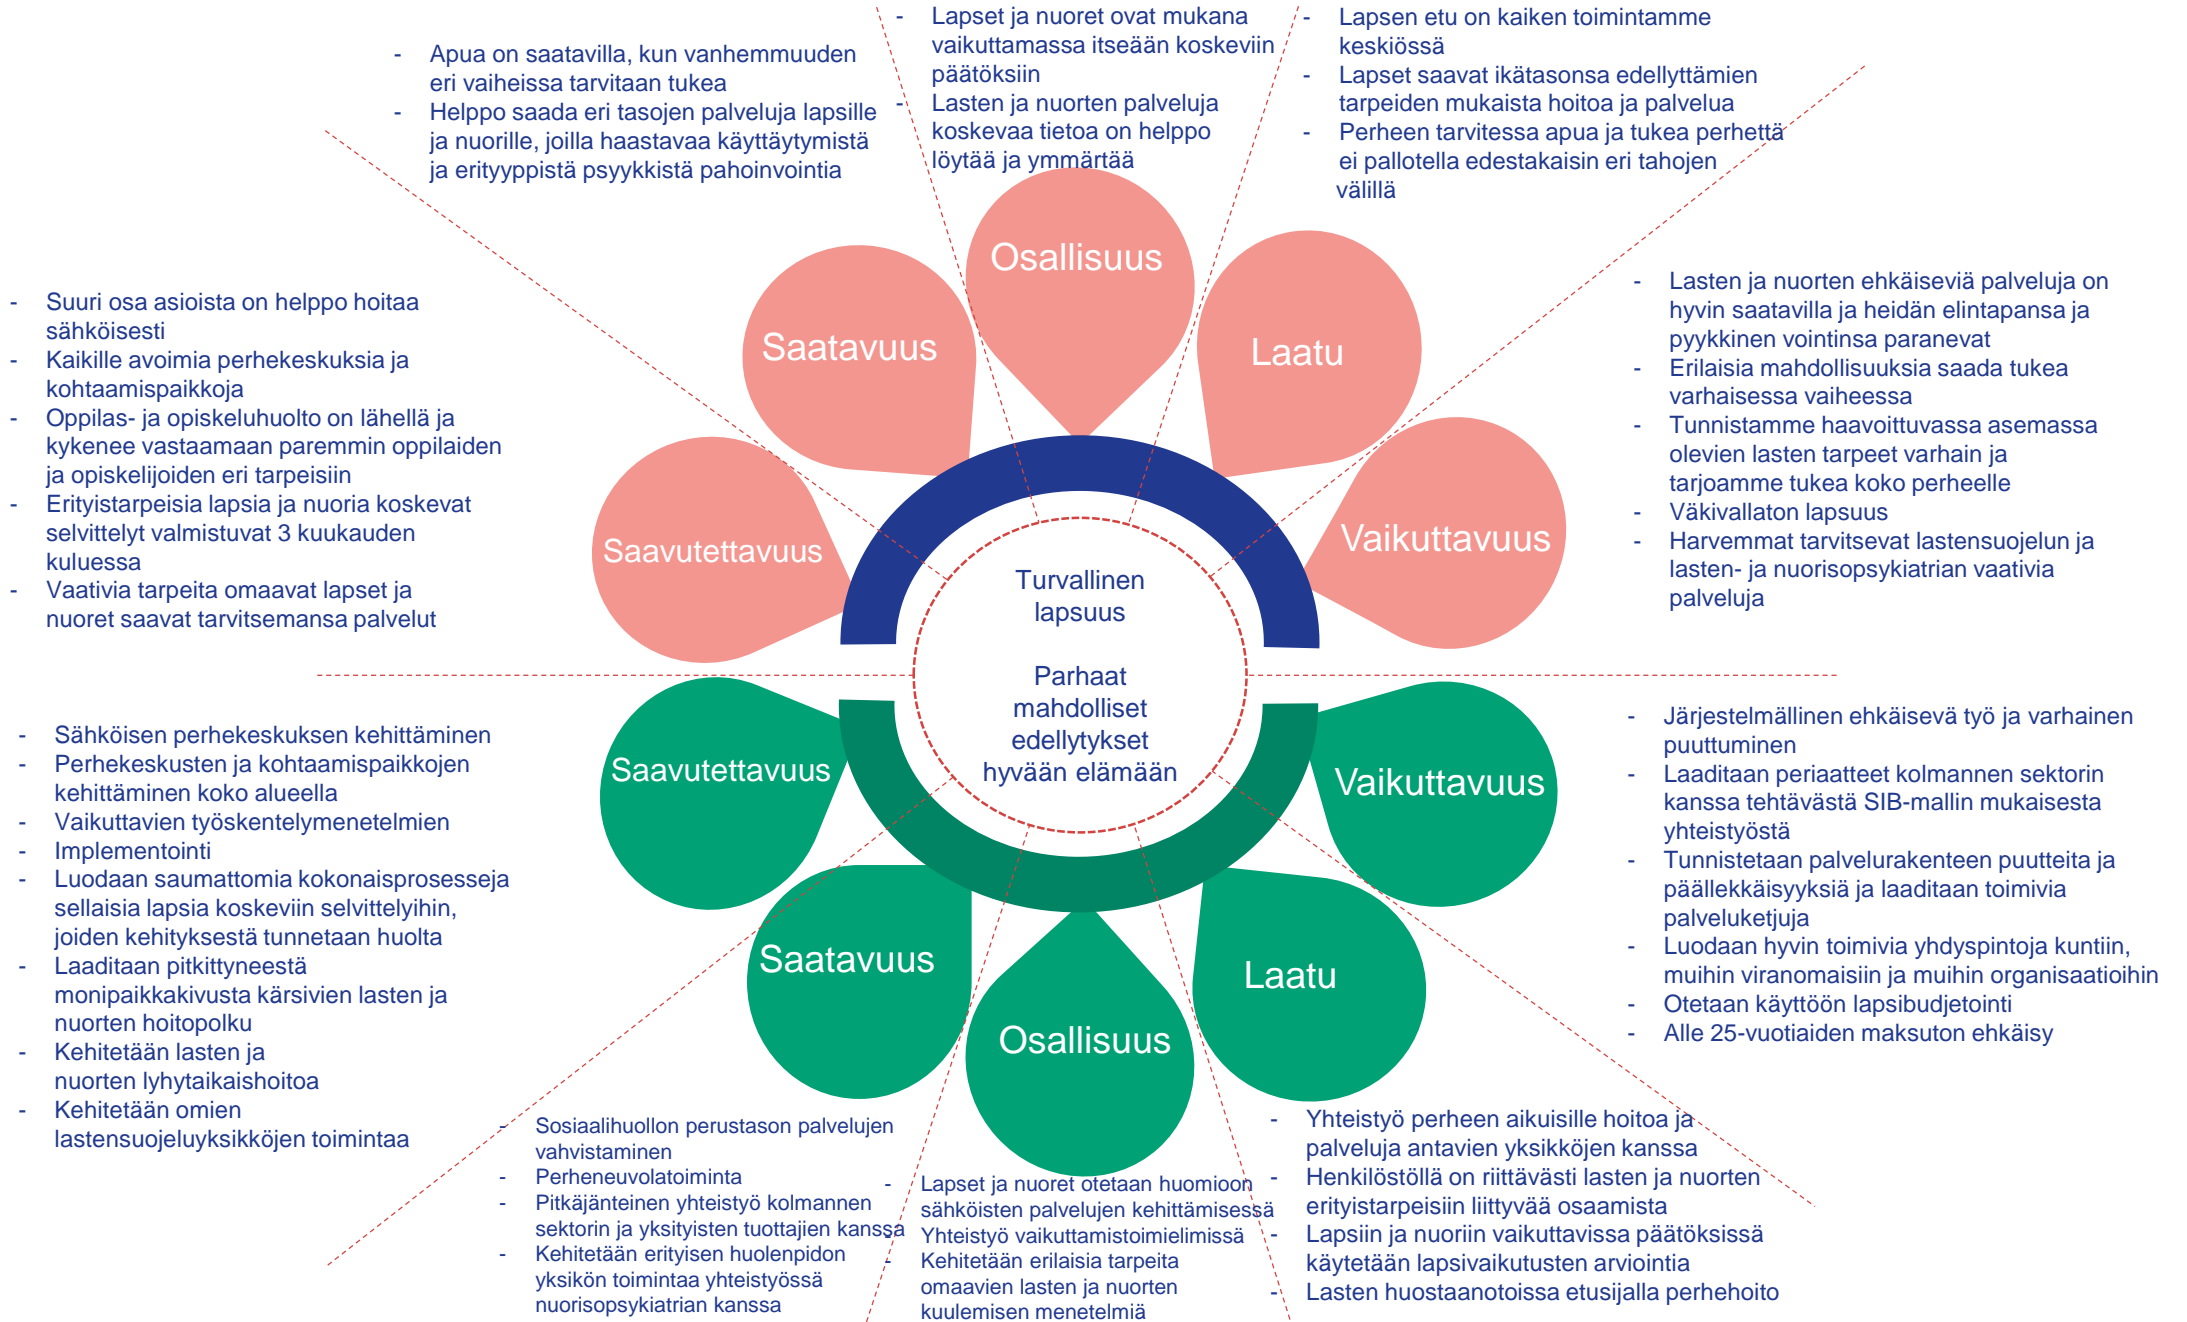 - Apua on saatavilla, kun vanhemmuuden
eri vaiheissa tarvitaan tukea
- Helppo saada eri tasojen palveluja lapsille
ja nuorille, joilla haastavaa käyttäytymistä
ja erityyppistä psyykkistä pahoinvointia
- Lapset ja nuoret ovat mukana
vaikuttamassa itseään koskeviin
päätöksiin
- Lasten ja nuorten palveluja
koskevaa tietoa on helppo
löytää ja ymmärtää
- Lapsen etu on kaiken toimintamme
keskiössä
- Lapset saavat ikätasonsa edellyttämien
tarpeiden mukaista hoitoa ja palvelua
- Perheen tarvitessa apua ja tukea perhettä
ei pallotella edestakaisin eri tahojen
välillä
- Suuri osa asioista on helppo hoitaa
sähköisesti
- Kaikille avoimia perhekeskuksia ja
kohtaamispaikkoja
- Oppilas- ja opiskeluhuolto on lähellä ja
kykenee vastaamaan paremmin oppilaiden
ja opiskelijoiden eri tarpeisiin
- Erityistarpeisia lapsia ja nuoria koskevat
selvittelyt valmistuvat 3 kuukauden
kuluessa
- Vaativia tarpeita omaavat lapset ja
nuoret saavat tarvitsemansa palvelut
Saavutettavuus
Saatavuus
Osallisuus
Laatu
Vaikuttavuus
- Lasten ja nuorten ehkäiseviä palveluja on
hyvin saatavilla ja heidän elintapansa ja
pyykkinen vointinsa paranevat
- Erilaisia mahdollisuuksia saada tukea
varhaisessa vaiheessa
- Tunnistamme haavoittuvassa asemassa
olevien lasten tarpeet varhain ja
tarjoamme tukea koko perheelle
- Väkivallaton lapsuus
- Harvemmat tarvitsevat lastensuojelun ja
lasten- ja nuorisopsykiatrian vaativia
palveluja
Turvallinen
lapsuus
Parhaat
mahdolliset
edellytykset
hyvään elämään
- Sähköisen perhekeskuksen kehittäminen
- Perhekeskusten ja kohtaamispaikkojen
kehittäminen koko alueella
- Vaikuttavien työskentelymenetelmien
- Implementointi
- Luodaan saumattomia kokonaisprosesseja
sellaisia lapsia koskeviin selvittelyihin,
joiden kehityksestä tunnetaan huolta
- Laaditaan pitkittyneestä
monipaikkakivusta kärsivien lasten ja
nuorten hoitopolku
- Kehitetään lasten ja
nuorten lyhytaikaishoitoa
- Kehitetään omien
lastensuojeluyksikköjen toimintaa
Saavutettavuus
Saatavuus
Osallisuus
Laatu
Vaikuttavuus
- Järjestelmällinen ehkäisevä työ ja varhainen
puuttuminen
- Laaditaan periaatteet kolmannen sektorin
kanssa tehtävästä SIB-mallin mukaisesta
yhteistyöstä
- Tunnistetaan palvelurakenteen puutteita ja
päällekkäisyyksiä ja laaditaan toimivia
palveluketjuja
- Luodaan hyvin toimivia yhdyspintoja kuntiin,
muihin viranomaisiin ja muihin organisaatioihin
- Otetaan käyttöön lapsibudjetointi
- Alle 25-vuotiaiden maksuton ehkäisy
- Sosiaalihuollon perustason palvelujen
vahvistaminen
- Perheneuvolatoiminta
- Pitkäjänteinen yhteistyö kolmannen
sektorin ja yksityisten tuottajien kanssa
- Kehitetään erityisen huolenpidon
yksikön toimintaa yhteistyössä
nuorisopsykiatrian kanssa
- Lapset ja nuoret otetaan huomioon
sähköisten palvelujen kehittämisessä
- Yhteistyö vaikuttamistoimielimissä
- Kehitetään erilaisia tarpeita
omaavien lasten ja nuorten
kuulemisen menetelmiä
- Yhteistyö perheen aikuisille hoitoa ja
palveluja antavien yksikköjen kanssa
- Henkilöstöllä on riittävästi lasten ja nuorten
erityistarpeisiin liittyvää osaamista
- Lapsiin ja nuoriin vaikuttavissa päätöksissä
käytetään lapsivaikutusten arviointia
- Lasten huostaanotoissa etusijalla perhehoito